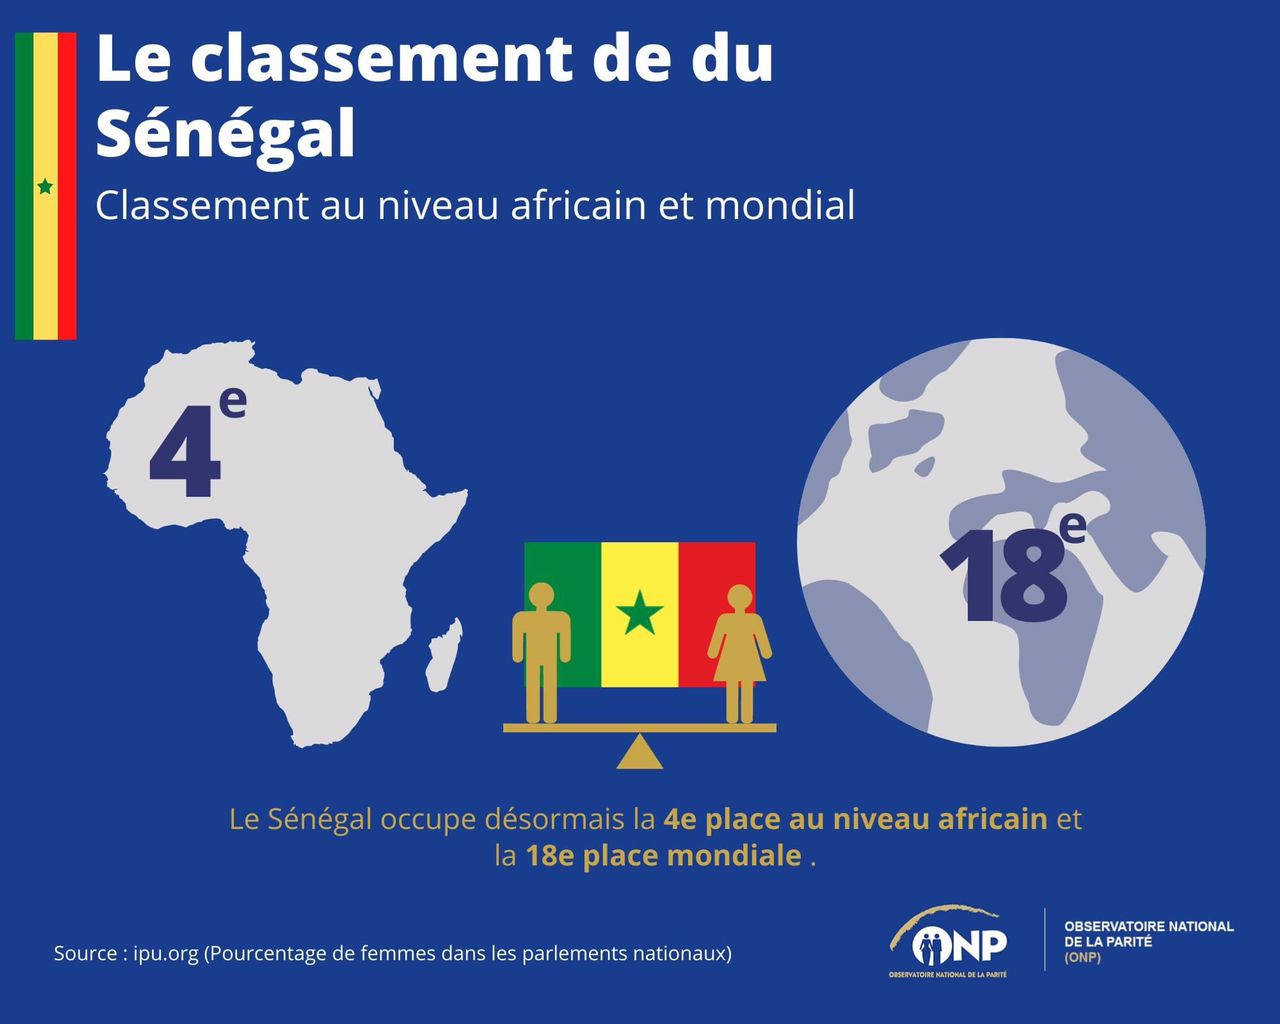 Le classement de du
Sénégal
Classement au niveau africain et mondial
4e
18e
Le Sénégal occupe désormais la 4e place au niveau africain et
la 18e place mondiale .
Source : ipu.org (Pourcentage de femmes dans les parlements nationaux)
ONP
OBSERVATOIRE NATIONAL DE LA PARITÉ
OBSERVATOIRE NATIONAL
DE LA PARITÉ
(ONP)